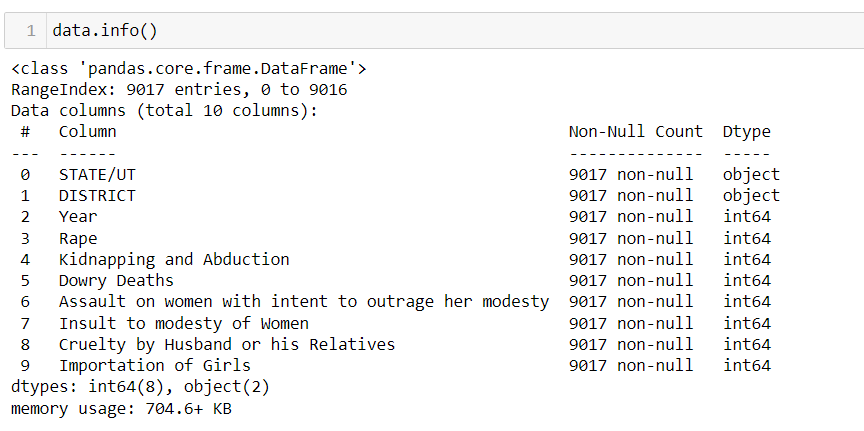 1 data.info()
<class 'pandas.core.frame.DataFrame'>
RangeIndex: 9017 entries, 0 to 9016
Data columns (total 10 columns):
 #   Column                                              Non-Null Count  Dtype
---  ------                                              --------------  -----
 0   STATE/UT                                            9017 non-null   object
 1   DISTRICT                                            9017 non-null   object
 2   Year                                                9017 non-null   int64
 3   Rape                                                9017 non-null   int64
 4   Kidnapping and Abduction                            9017 non-null   int64
 5   Dowry Deaths                                        9017 non-null   int64
 6   Assault on women with intent to outrage her modesty  9017 non-null   int64
 7   Insult to modesty of Women                          9017 non-null   int64
 8   Cruelty by Husband or his Relatives                 9017 non-null   int64
 9   Importation of Girls                                9017 non-null   int64
dtypes: int64(8), object(2)
memory usage: 704.6+ KB